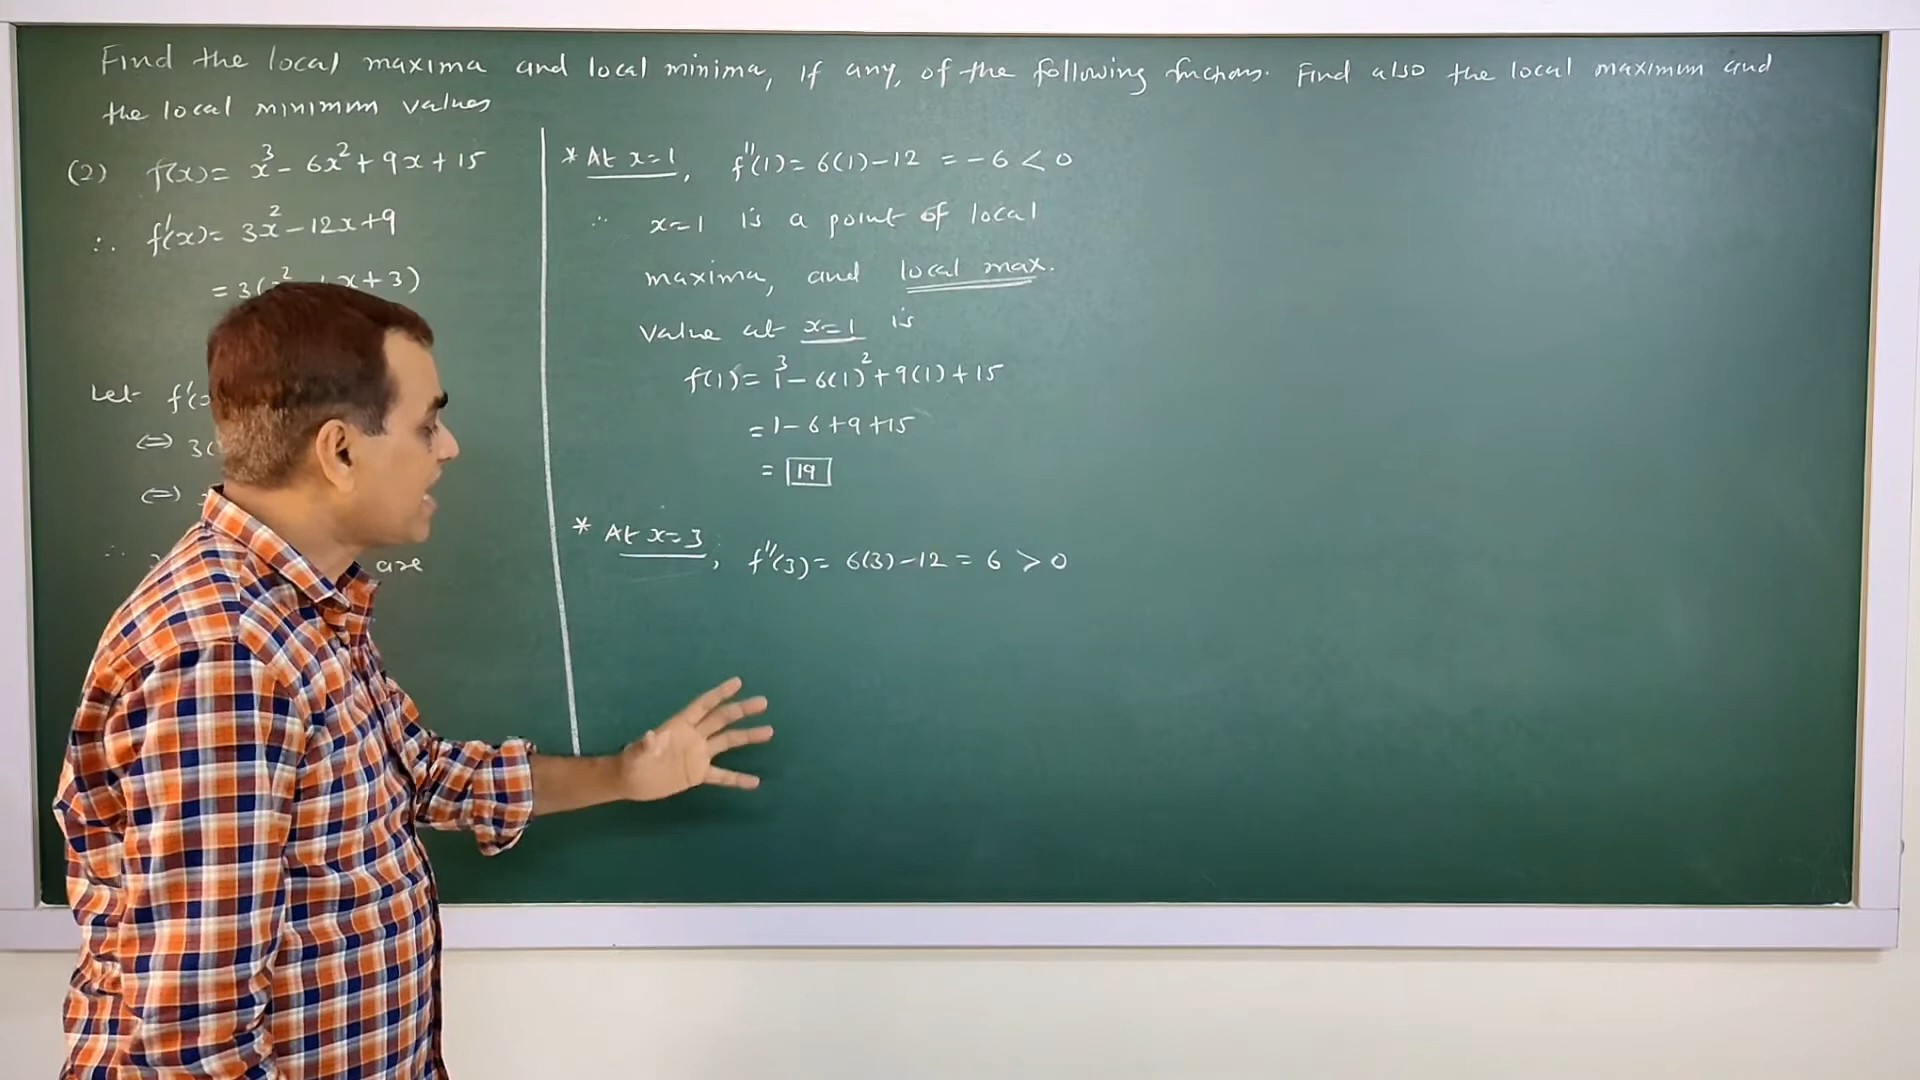 Find the local maxima and local minima, if any, of the following functions. Find also the local maximum and
the local minimum values
(2) f(x) = x³ - 6x² + 9x + 15
∴ f'(x) = 3x² - 12x + 9
= 3( x + 3)
Let f'(x
⇔ 3(
⇔
∴ are
* At x=1, f''(1) = 6(1) - 12 = -6 < 0
∴ x=1 is a point of local
maxima, and local max.
value at x=1 is
f(1) = 1³ - 6(1)² + 9(1) + 15
= 1 - 6 + 9 + 15
= 19
* At x=3, f''(3) = 6(3) - 12 = 6 > 0